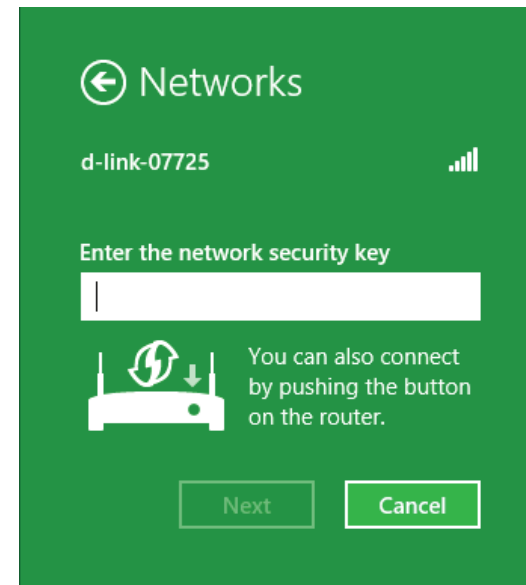 Networks
d-link-07725
Enter the network security key
You can also connect
by pushing the button
on the router.
Next
Cancel